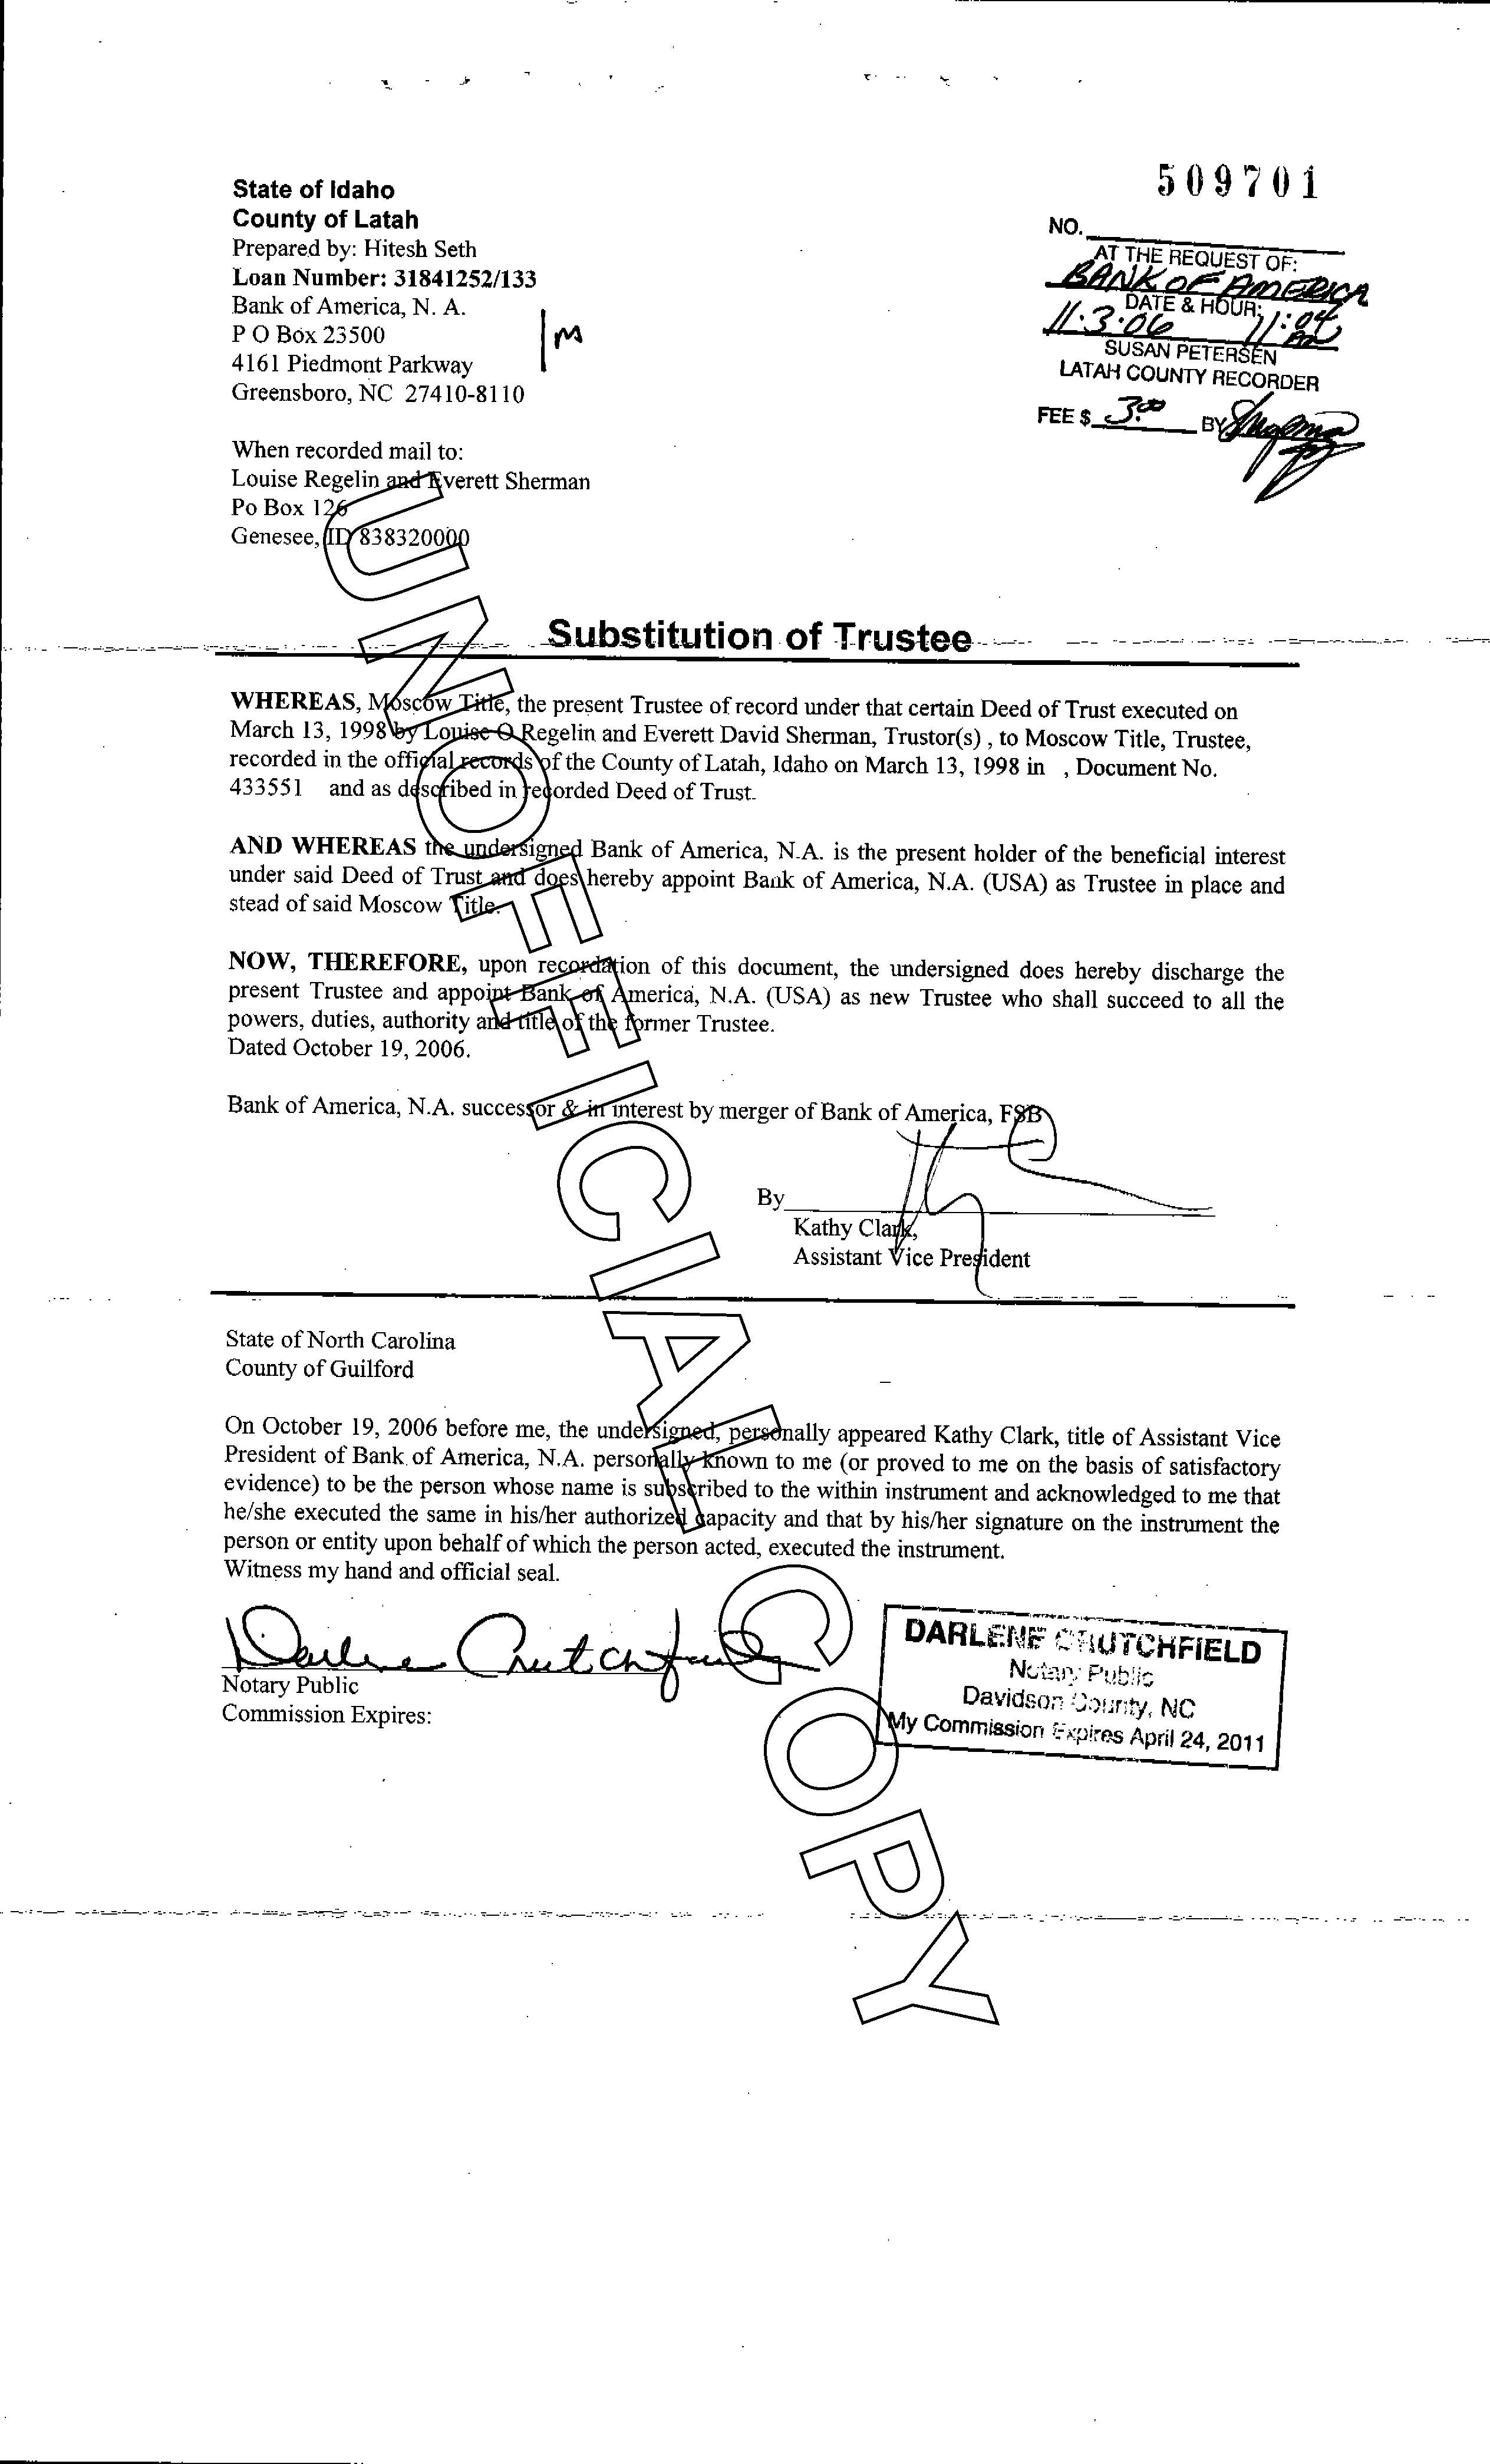 509701
State of Idaho
County of Latah
Prepared by: Hitesh Seth
Loan Number: 31841252/133
Bank of America, N. A.
P O Box 23500
4161 Piedmont Parkway
Greensboro, NC 27410-8110
M
NO.
AT THE REQUEST OF:
BANK OF AMERICA
DATE & HOUR:
11·3·06 11:04
SUSAN PETERSEN
LATAH COUNTY RECORDER
FEE $ 3.00 BY
When recorded mail to:
Louise Regelin and Everett Sherman
Po Box 126
Genesee, ID 838320000
Substitution of Trustee
WHEREAS, Moscow Title, the present Trustee of record under that certain Deed of Trust executed on
March 13, 1998 by Louise O Regelin and Everett David Sherman, Trustor(s) , to Moscow Title, Trustee,
recorded in the official records of the County of Latah, Idaho on March 13, 1998 in , Document No.
433551 and as described in recorded Deed of Trust.
AND WHEREAS the undersigned Bank of America, N.A. is the present holder of the beneficial interest
under said Deed of Trust and does hereby appoint Bank of America, N.A. (USA) as Trustee in place and
stead of said Moscow Title.
NOW, THEREFORE, upon recordation of this document, the undersigned does hereby discharge the
present Trustee and appoint Bank of America, N.A. (USA) as new Trustee who shall succeed to all the
powers, duties, authority and title of the former Trustee.
Dated October 19, 2006.
Bank of America, N.A. successor & in interest by merger of Bank of America, FSB
By
Kathy Clark,
Assistant Vice President
State of North Carolina
County of Guilford
On October 19, 2006 before me, the undersigned, personally appeared Kathy Clark, title of Assistant Vice
President of Bank of America, N.A. personally known to me (or proved to me on the basis of satisfactory
evidence) to be the person whose name is subscribed to the within instrument and acknowledged to me that
he/she executed the same in his/her authorized capacity and that by his/her signature on the instrument the
person or entity upon behalf of which the person acted, executed the instrument.
Witness my hand and official seal.
Darlene Crutchfield
Notary Public
Commission Expires:
DARLENE CRUTCHFIELD
Notary Public
Davidson County, NC
My Commission Expires April 24, 2011
UNOFFICIAL COPY